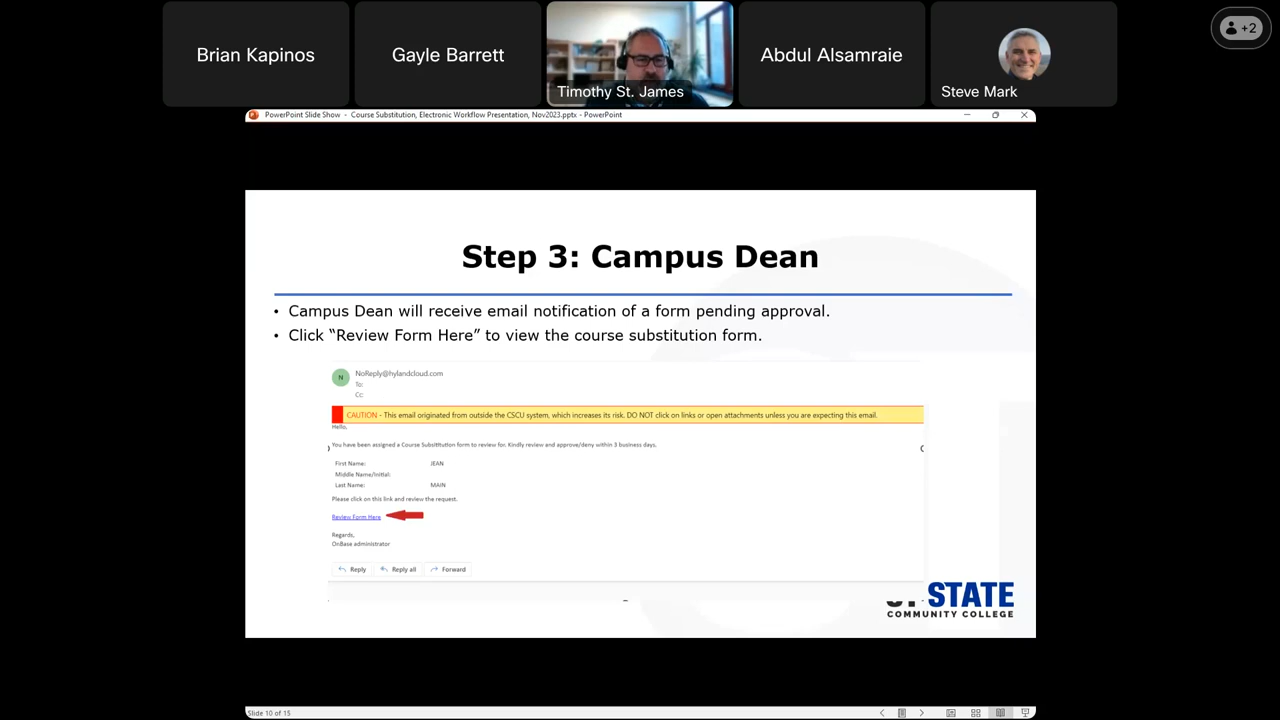 Brian Kapinos
Gayle Barrett
Timothy St. James
Abdul Alsamraie
Steve Mark
+2
PowerPoint Slide Show - Course Substitution, Electronic Workflow Presentation, Nov2023.pptx - PowerPoint
Step 3: Campus Dean
• Campus Dean will receive email notification of a form pending approval.
• Click “Review Form Here” to view the course substitution form.
N
NoReply@hylandcloud.com
To:
Cc:
CAUTION - This email originated from outside the CSCU system, which increases its risk. DO NOT click on links or open attachments unless you are expecting this email.
Hello,
You have been assigned a Course Subsititution form to review for. Kindly review and approve/deny within 3 business days.
First Name: JEAN
Middle Name/Initial:
Last Name: MAIN
Please click on this link and review the request.
Review Form Here
Regards,
OnBase administrator
Reply Reply all Forward
STATE
COMMUNITY COLLEGE
Slide 10 of 15